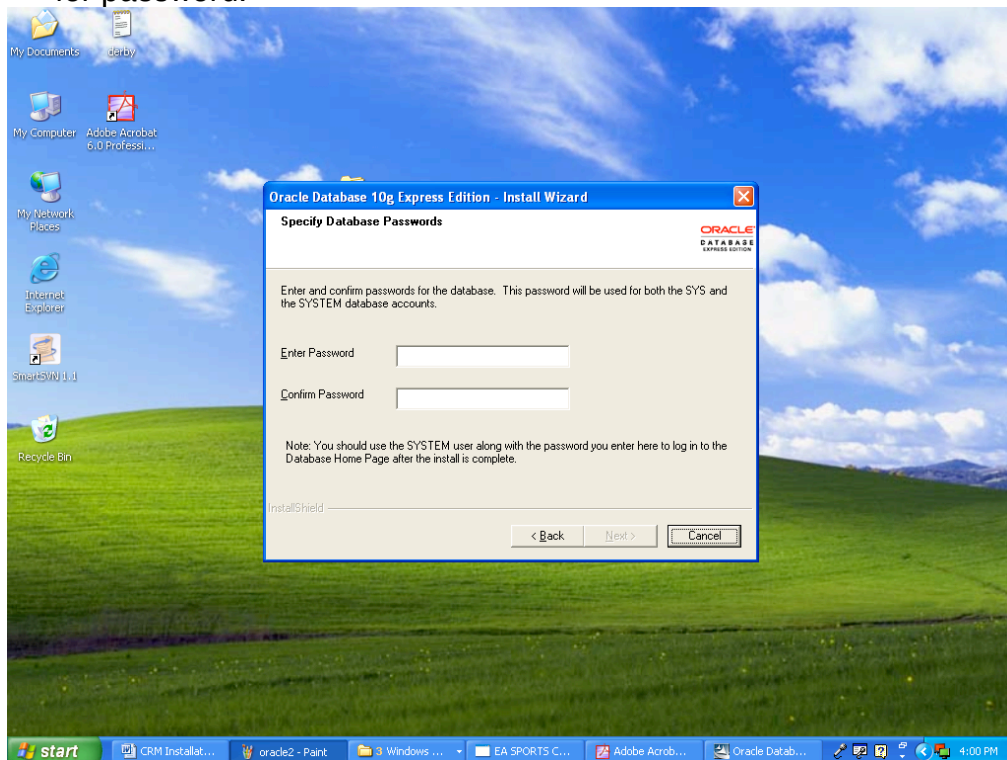 for password.
My Documents
derby
My Computer
Adobe Acrobat
6.0 Professi...
My Network
Places
Internet
Explorer
SmartSVN 1.1
Recycle Bin
Oracle Database 10g Express Edition - Install Wizard
Specify Database Passwords
ORACLE
DATABASE
EXPRESS EDITION
Enter and confirm passwords for the database. This password will be used for both the SYS and
the SYSTEM database accounts.
Enter Password
Confirm Password
Note: You should use the SYSTEM user along with the password you enter here to log in to the
Database Home Page after the install is complete.
InstallShield
< Back
Next >
Cancel
start
CRM Installat...
oracle2 - Paint
3 Windows ...
EA SPORTS C...
Adobe Acrob...
Oracle Datab...
4:00 PM